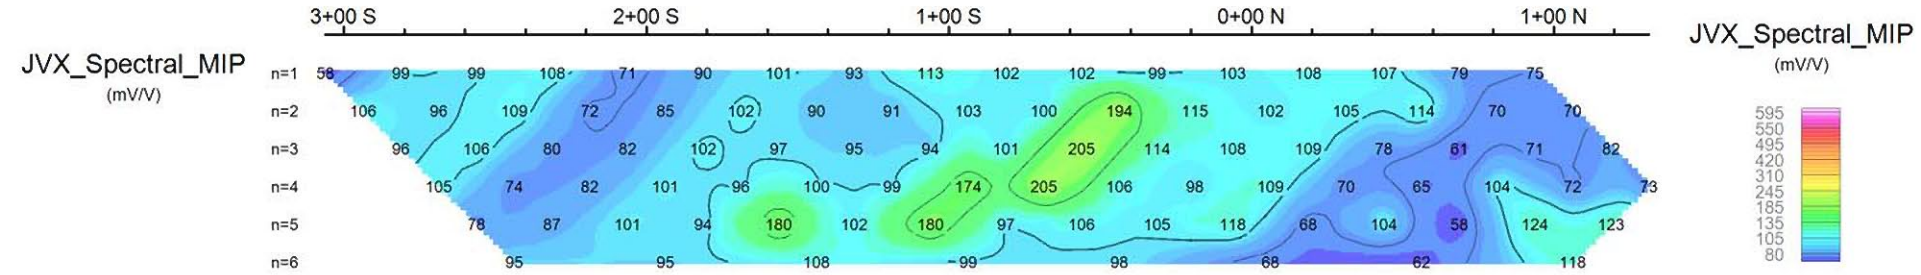 3+00 S 2+00 S 1+00 S 0+00 N 1+00 N
JVX_Spectral_MIP
(mV/V)
n=1 58 99 99 108 71 90 101 93 113 102 102 99 103 108 107 79 75
n=2 106 96 109 72 85 102 90 91 103 100 194 115 102 105 114 70 70
n=3 96 106 80 82 102 97 95 94 101 205 114 108 109 78 61 71 82
n=4 105 74 82 101 96 100 99 174 205 106 98 109 70 65 104 72 73
n=5 78 87 101 94 180 102 180 97 106 105 118 68 104 58 124 123
n=6 95 95 108 99 98 68 62 118
JVX_Spectral_MIP
(mV/V)
595
550
495
420
310
245
185
135
105
80